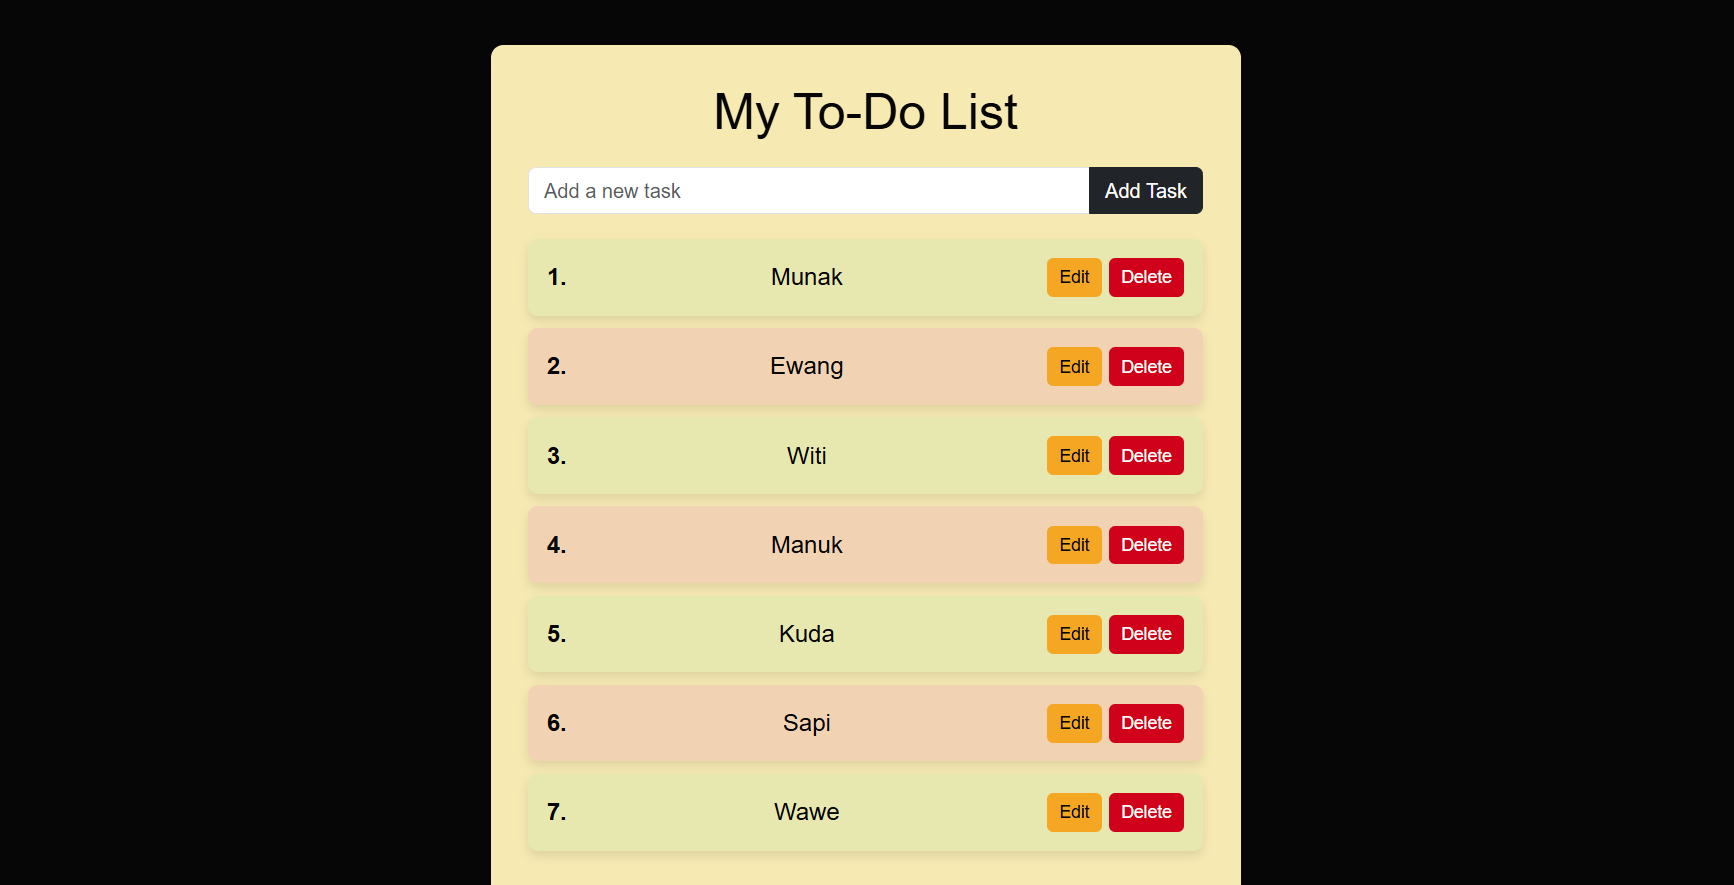 My To-Do List
Add a new task Add Task
1. Munak Edit Delete
2. Ewang Edit Delete
3. Witi Edit Delete
4. Manuk Edit Delete
5. Kuda Edit Delete
6. Sapi Edit Delete
7. Wawe Edit Delete